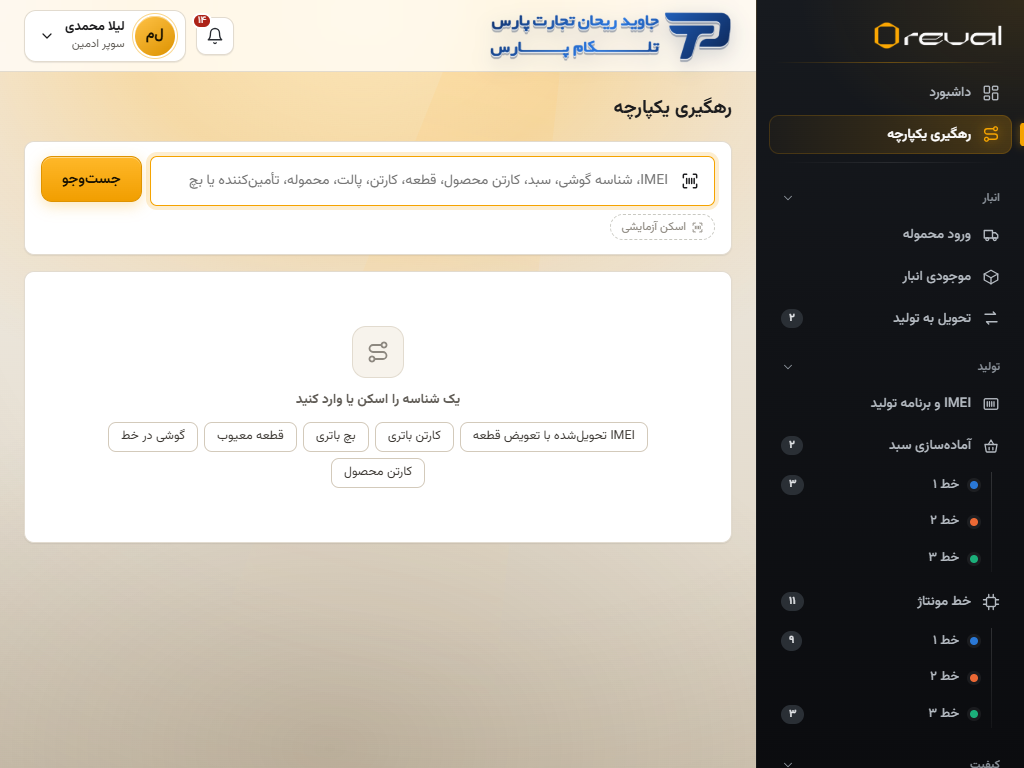 reval
داشبورد
رهگیری یکپارچه
انبار
ورود محموله
موجودی انبار
تحویل به تولید
۲
تولید
IMEI و برنامه تولید
آماده‌سازی سبد
۲
خط ۱
۳
خط ۲
خط ۳
خط مونتاژ
۱۱
خط ۱
۹
خط ۲
خط ۳
۳
کیفیت
جاوید ریحان تجارت پارس
تلکام پارس
۱۴
ل‌م
لیلا محمدی
سوپر ادمین
رهگیری یکپارچه
IMEI، شناسه گوشی، سبد، کارتن محصول، قطعه، کارتن، پالت، محموله، تأمین‌کننده یا بچ
جست‌وجو
اسکن آزمایشی
یک شناسه را اسکن یا وارد کنید
IMEI تحویل‌شده با تعویض قطعه
کارتن باتری
بچ باتری
قطعه معیوب
گوشی در خط
کارتن محصول